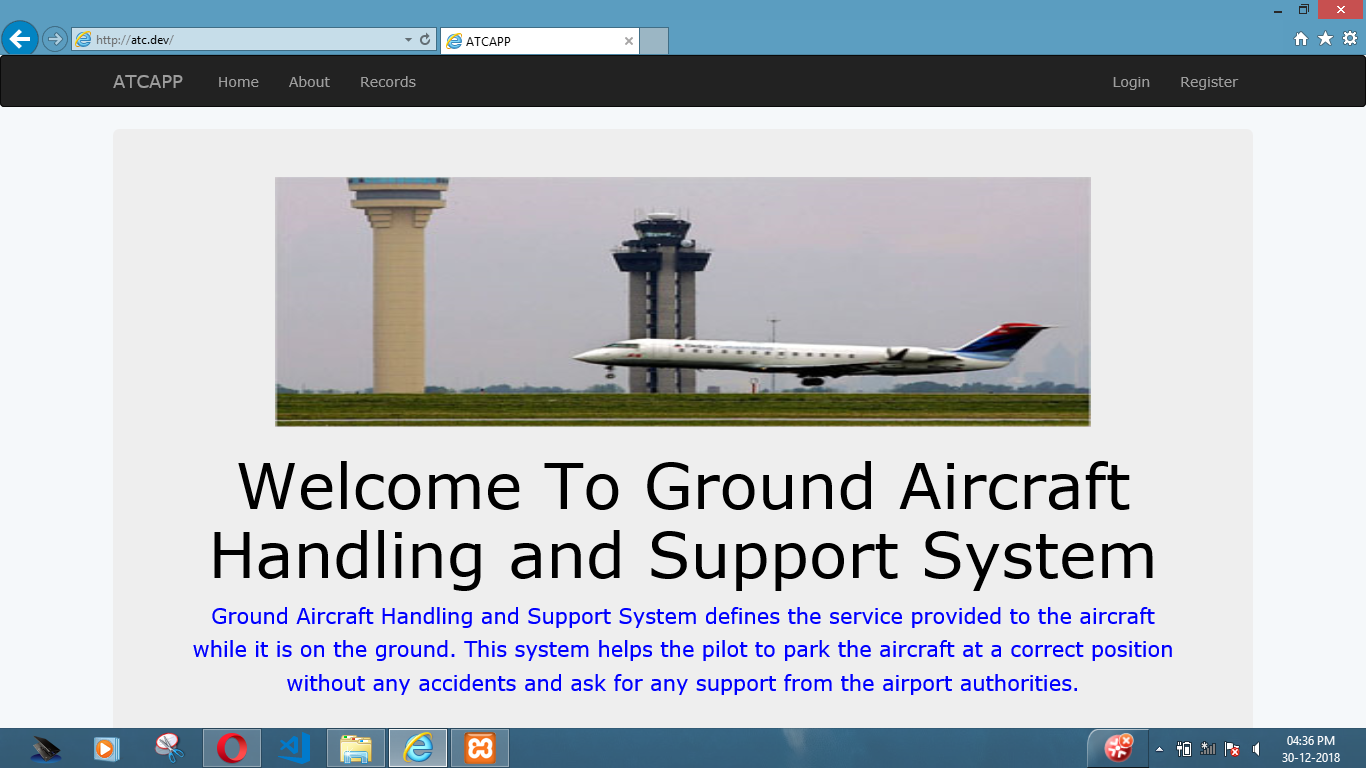 http://atc.dev/
ATCAPP
ATCAPP Home About Records Login Register
Welcome To Ground Aircraft
Handling and Support System
Ground Aircraft Handling and Support System defines the service provided to the aircraft
while it is on the ground. This system helps the pilot to park the aircraft at a correct position
without any accidents and ask for any support from the airport authorities.
04:36 PM
30-12-2018